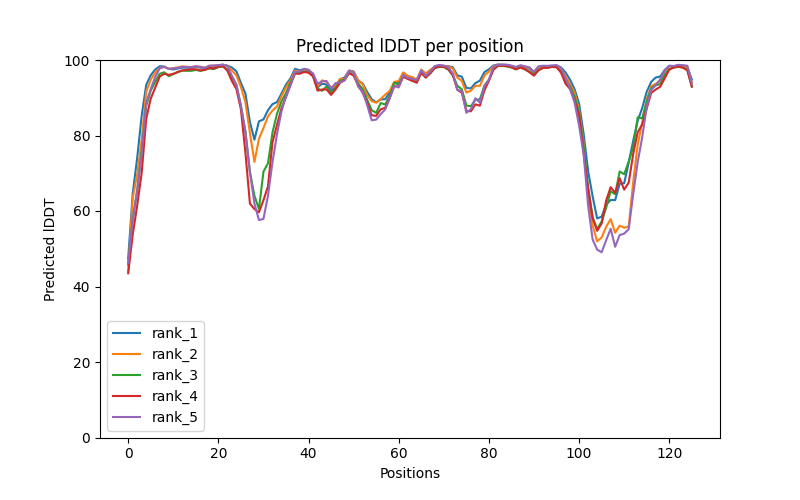 Predicted lDDT per position
Predicted lDDT
100
80
60
40
20
0
rank_1
rank_2
rank_3
rank_4
rank_5
0 20 40 60 80 100 120
Positions